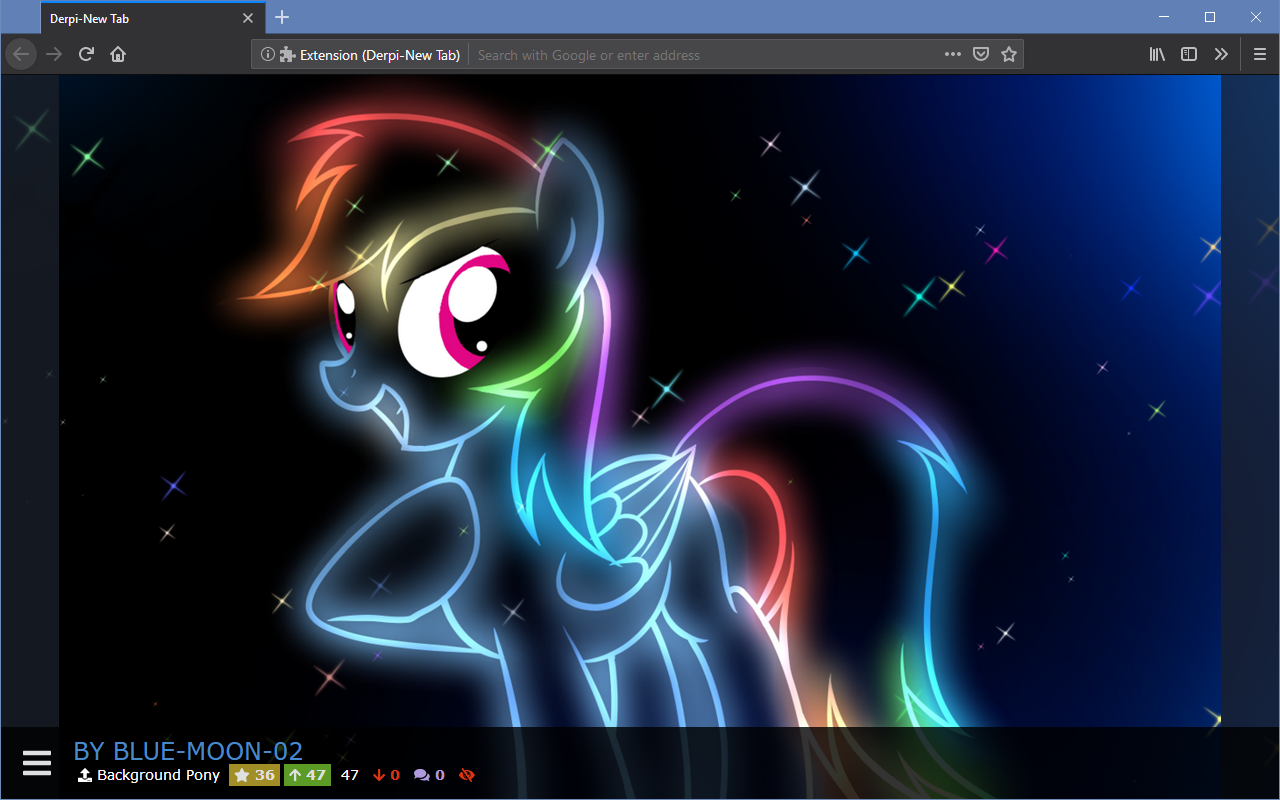 Derpi-New Tab
Extension (Derpi-New Tab) Search with Google or enter address
BY BLUE-MOON-02
Background Pony 36 47 47 0 0